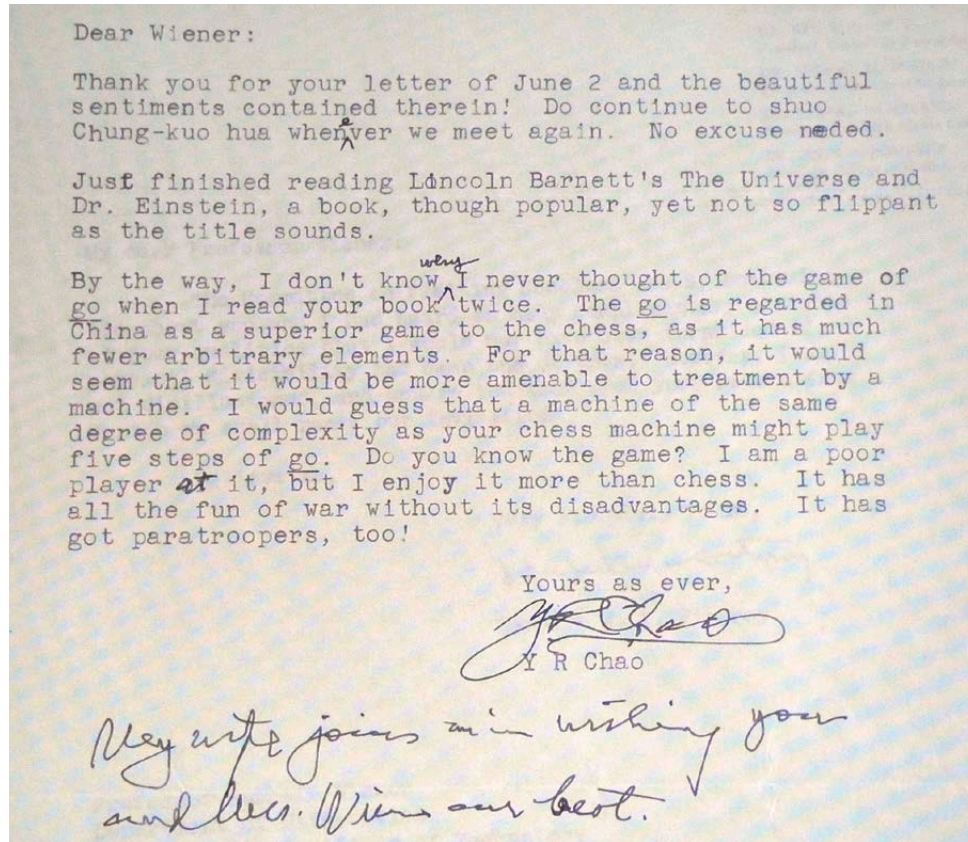 Dear Wiener:
Thank you for your letter of June 2 and the beautiful
sentiments contained therein! Do continue to shuo
Chung-kuo hua whenever we meet again. No excuse needed.
Just finished reading Lincoln Barnett's The Universe and
Dr. Einstein, a book, though popular, yet not so flippant
as the title sounds.
By the way, I don't know why I never thought of the game of
go when I read your book twice. The go is regarded in
China as a superior game to the chess, as it has much
fewer arbitrary elements. For that reason, it would
seem that it would be more amenable to treatment by a
machine. I would guess that a machine of the same
degree of complexity as your chess machine might play
five steps of go. Do you know the game? I am a poor
player at it, but I enjoy it more than chess. It has
all the fun of war without its disadvantages. It has
got paratroopers, too!
Yours as ever,
Y R Chao
Y R Chao
My wife joins me in wishing you
and Mrs. Wiener our best.